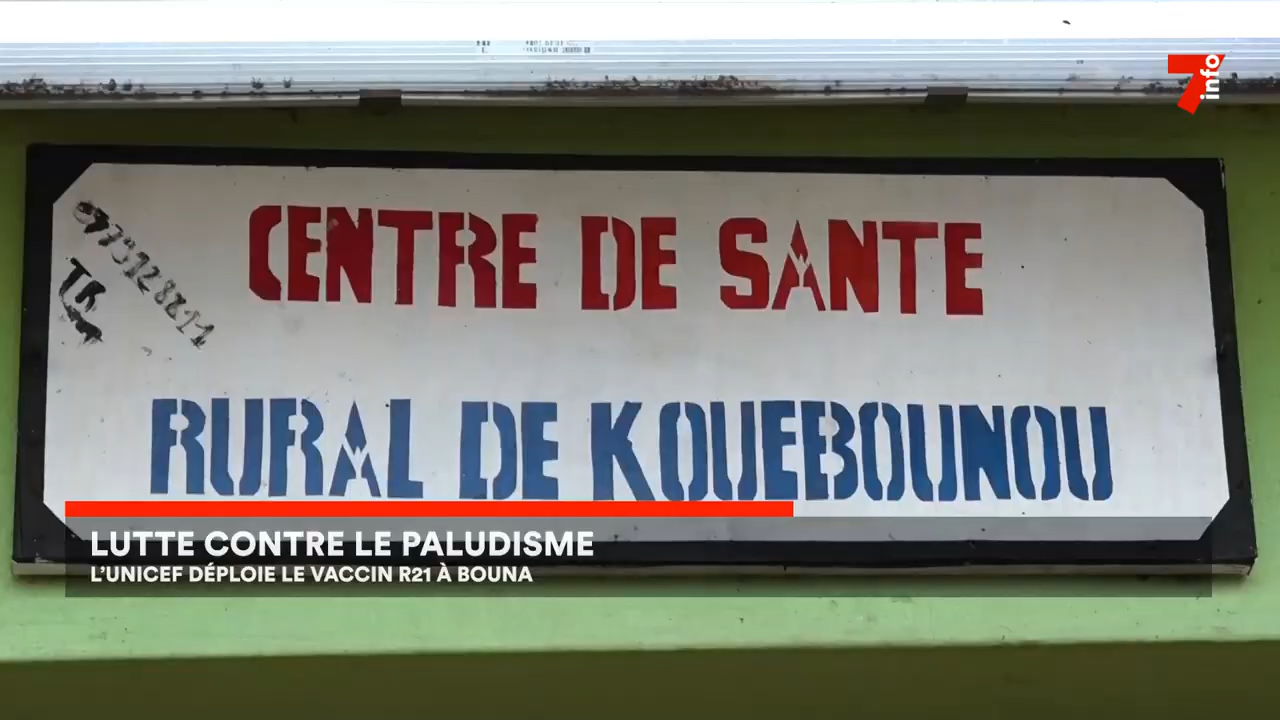 7info
CENTRE DE SANTE
RURAL DE KOUEBOUNOU
LUTTE CONTRE LE PALUDISME
L'UNICEF DÉPLOIE LE VACCIN R21 À BOUNA